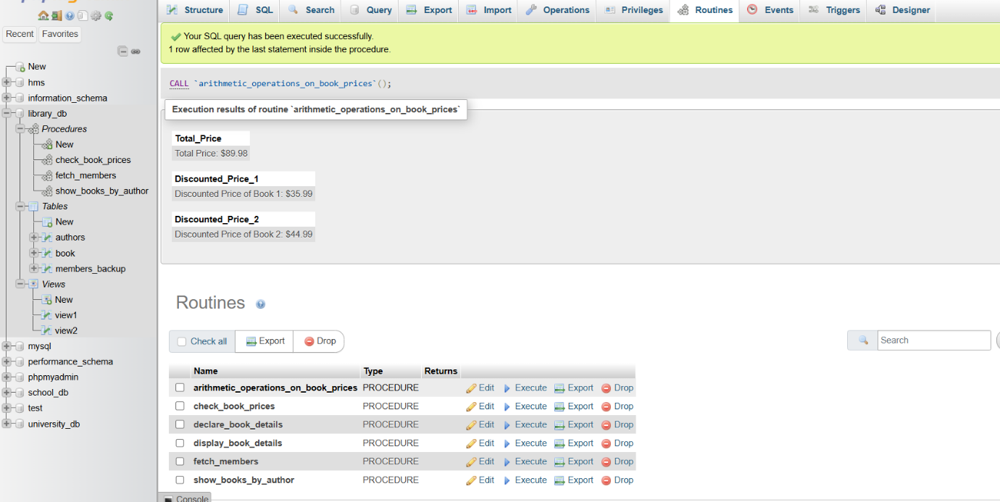 Structure SQL Search Query Export Import Operations Privileges Routines Events Triggers Designer
Recent Favorites
New
hms
information_schema
library_db
Procedures
New
check_book_prices
fetch_members
show_books_by_author
Tables
New
authors
book
members_backup
Views
New
view1
view2
mysql
performance_schema
phpmyadmin
school_db
test
university_db
Your SQL query has been executed successfully.
1 row affected by the last statement inside the procedure.
CALL `arithmetic_operations_on_book_prices`();
Execution results of routine `arithmetic_operations_on_book_prices`
Total_Price
Total Price: $89.98
Discounted_Price_1
Discounted Price of Book 1: $35.99
Discounted_Price_2
Discounted Price of Book 2: $44.99
Routines
Check all Export Drop Search
Name Type Returns
arithmetic_operations_on_book_prices PROCEDURE Edit Execute Export Drop
check_book_prices PROCEDURE Edit Execute Export Drop
declare_book_details PROCEDURE Edit Execute Export Drop
display_book_details PROCEDURE Edit Execute Export Drop
fetch_members PROCEDURE Edit Execute Export Drop
show_books_by_author PROCEDURE Edit Execute Export Drop
Console